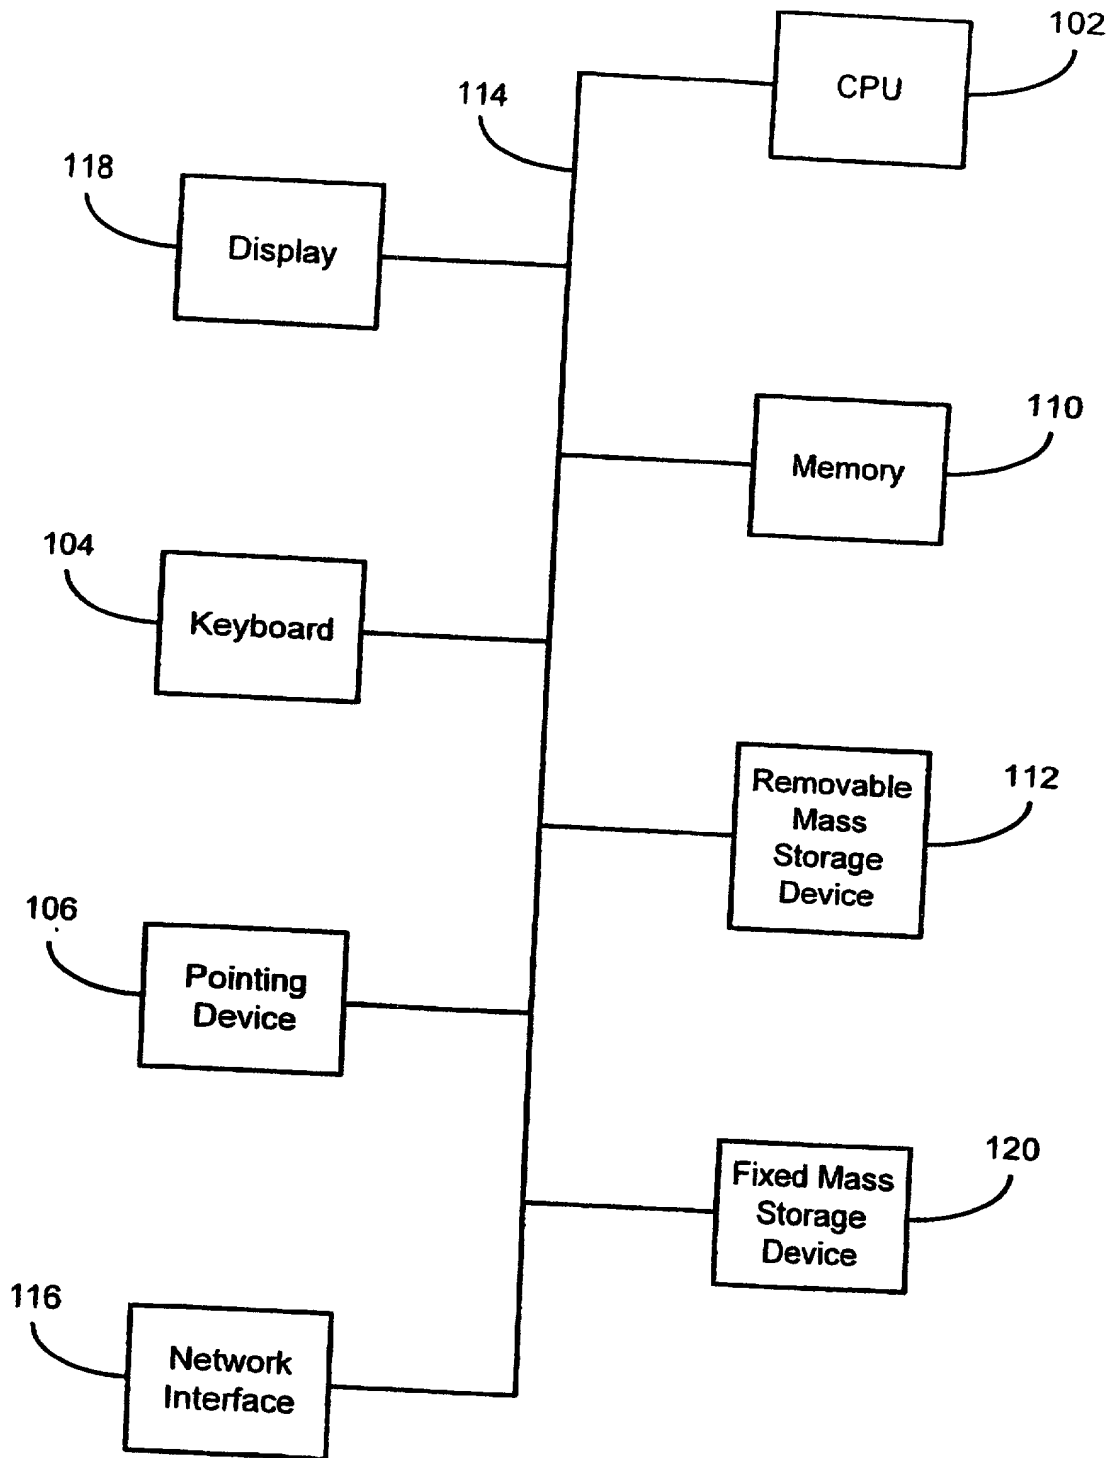 102
CPU
114
118
Display
110
Memory
104
Keyboard
112
Removable
Mass
Storage
Device
106
Pointing
Device
120
Fixed Mass
Storage
Device
116
Network
Interface